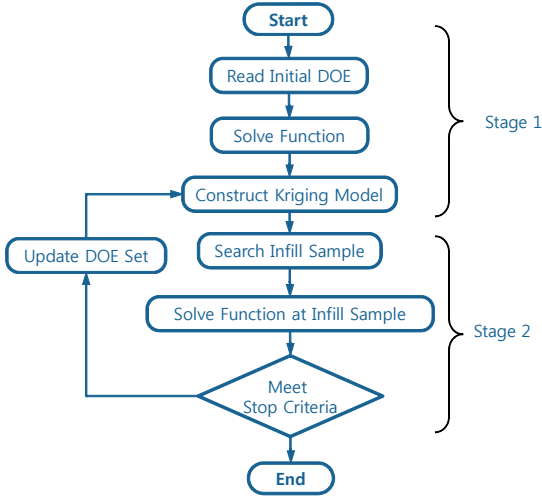 Start
Read Initial DOE
Solve Function
Stage 1
Construct Kriging Model
Search Infill Sample
Update DOE Set
Solve Function at Infill Sample
Stage 2
Meet
Stop Criteria
End